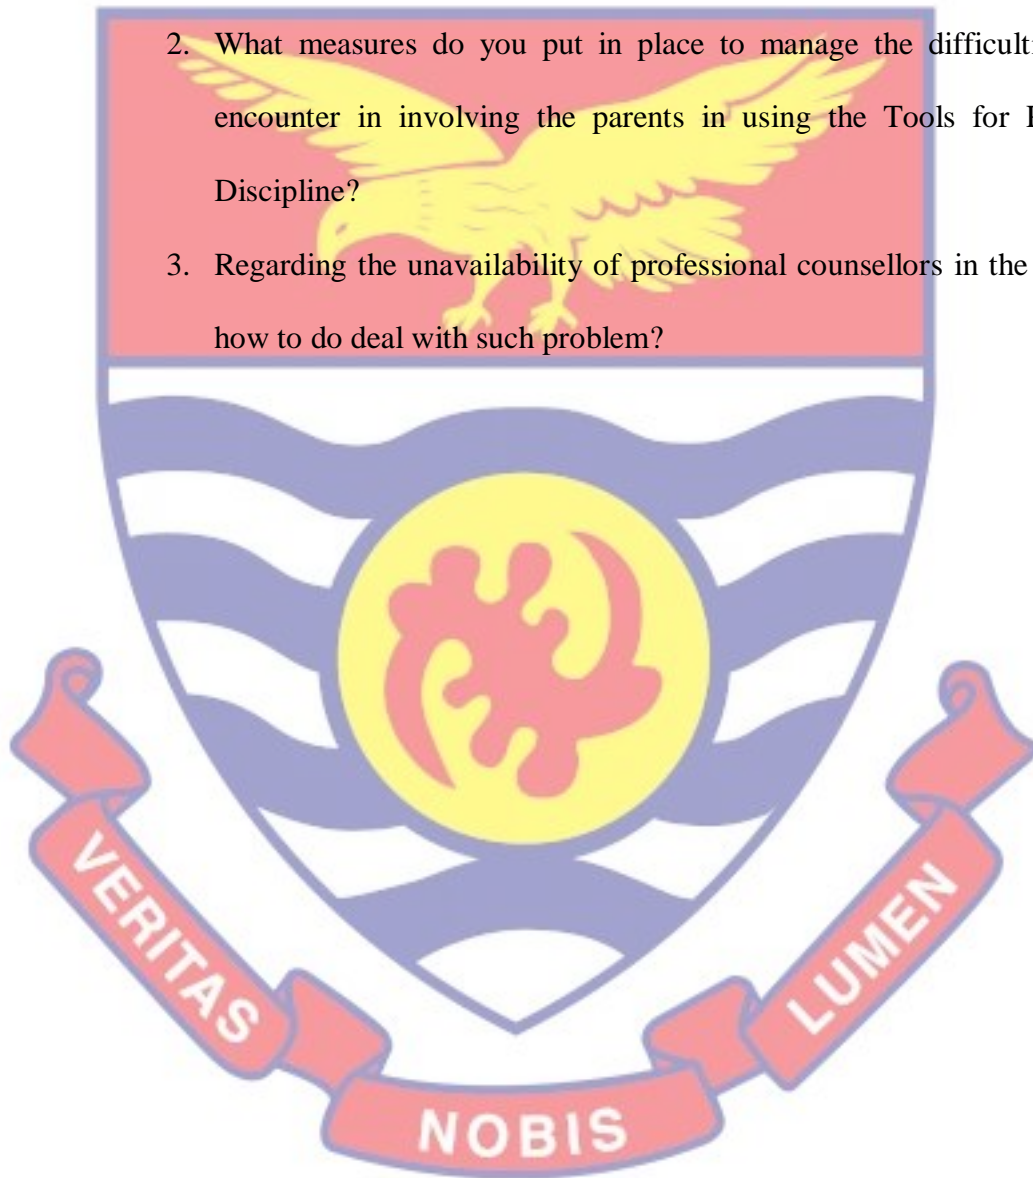 2. What measures do you put in place to manage the difficulti
encounter in involving the parents in using the Tools for
Discipline?
3. Regarding the unavailability of professional counsellors in the
how to do deal with such problem?
VERITAS
NOBIS
LUMEN